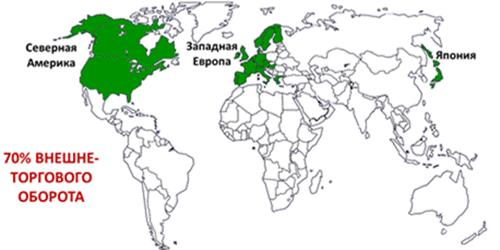 Северная
Америка
Западная
Европа
Япония
70% ВНЕШНЕ-
ТОРГОВОГО
ОБОРОТА